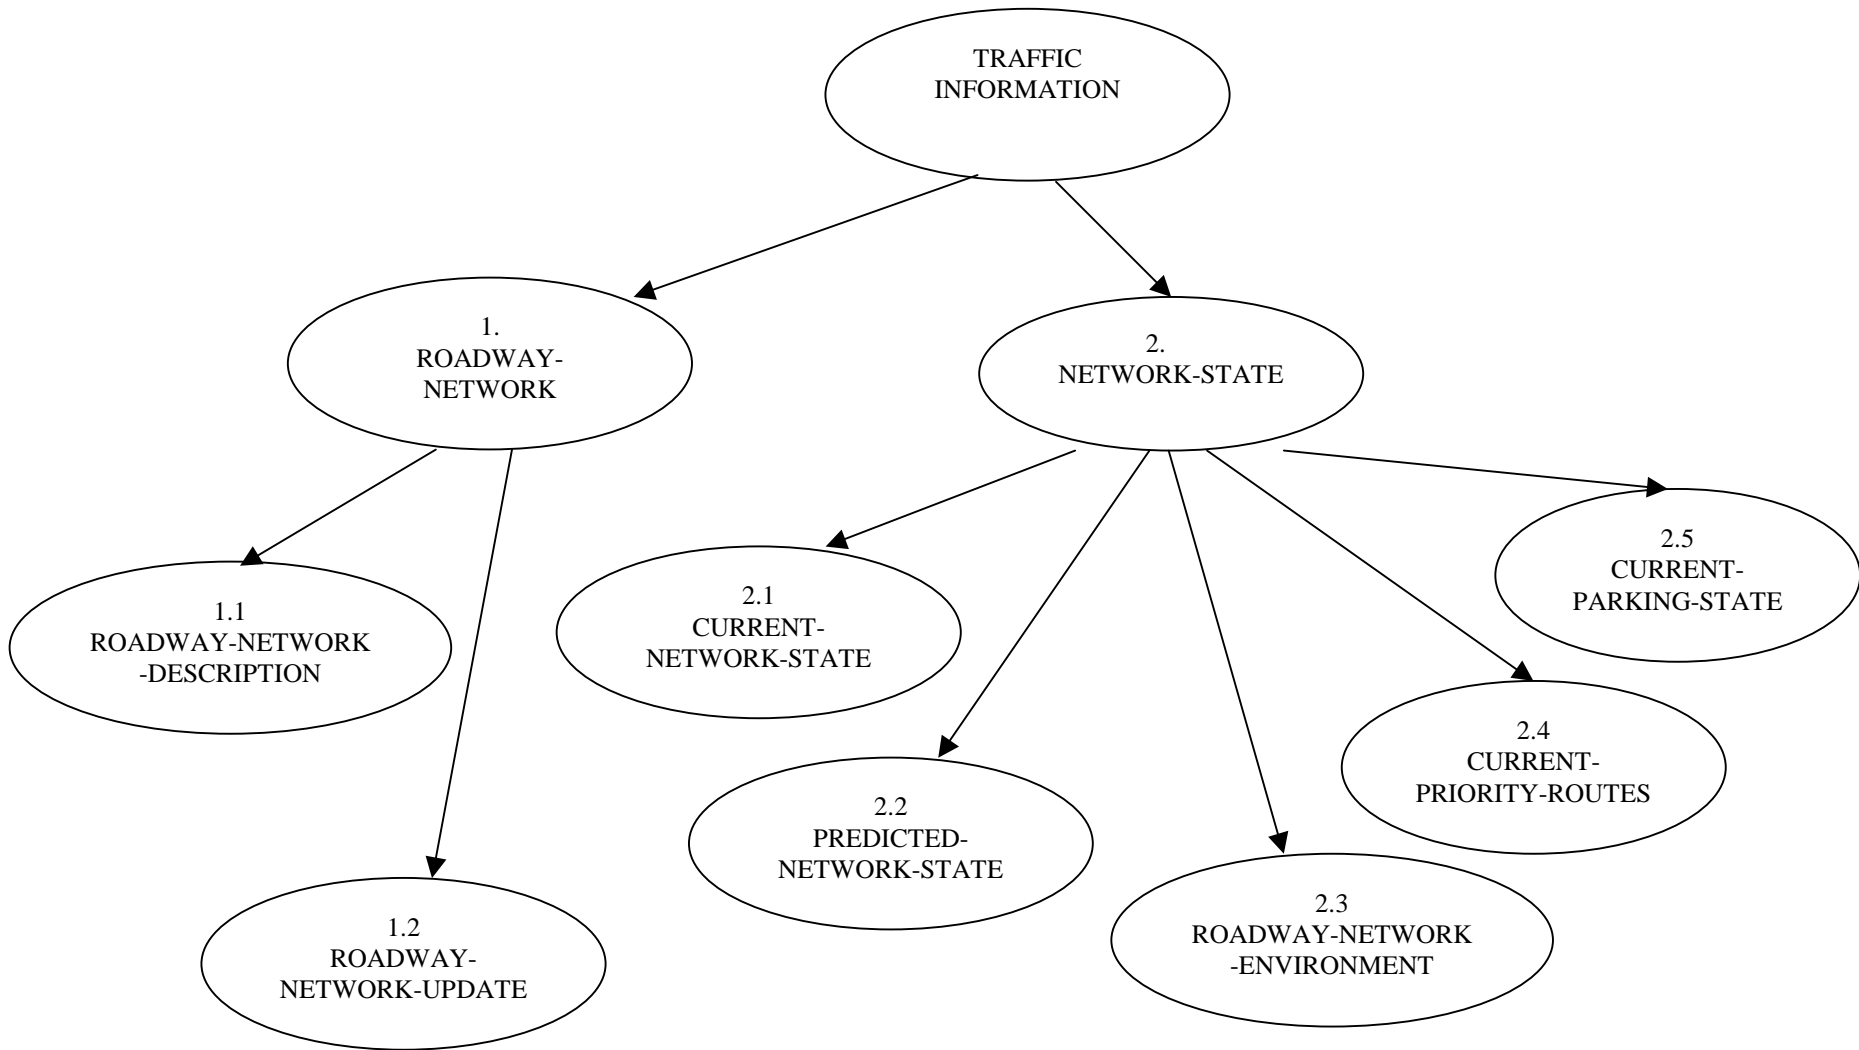 TRAFFIC
INFORMATION
1.
ROADWAY-
NETWORK
2.
NETWORK-STATE
1.1
ROADWAY-NETWORK
-DESCRIPTION
1.2
ROADWAY-
NETWORK-UPDATE
2.1
CURRENT-
NETWORK-STATE
2.2
PREDICTED-
NETWORK-STATE
2.3
ROADWAY-NETWORK
-ENVIRONMENT
2.4
CURRENT-
PRIORITY-ROUTES
2.5
CURRENT-
PARKING-STATE